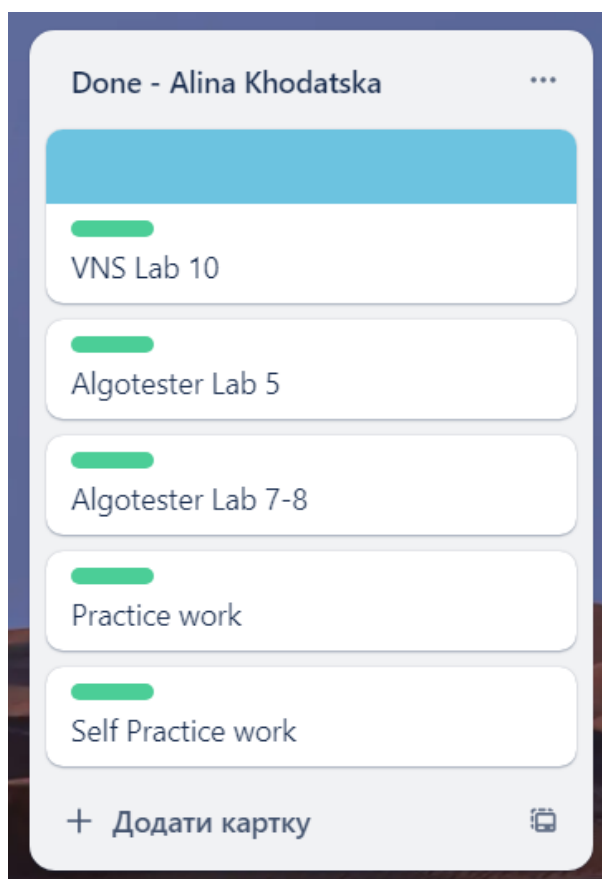 Done - Alina Khodatska
VNS Lab 10
Algotester Lab 5
Algotester Lab 7-8
Practice work
Self Practice work
Додати картку